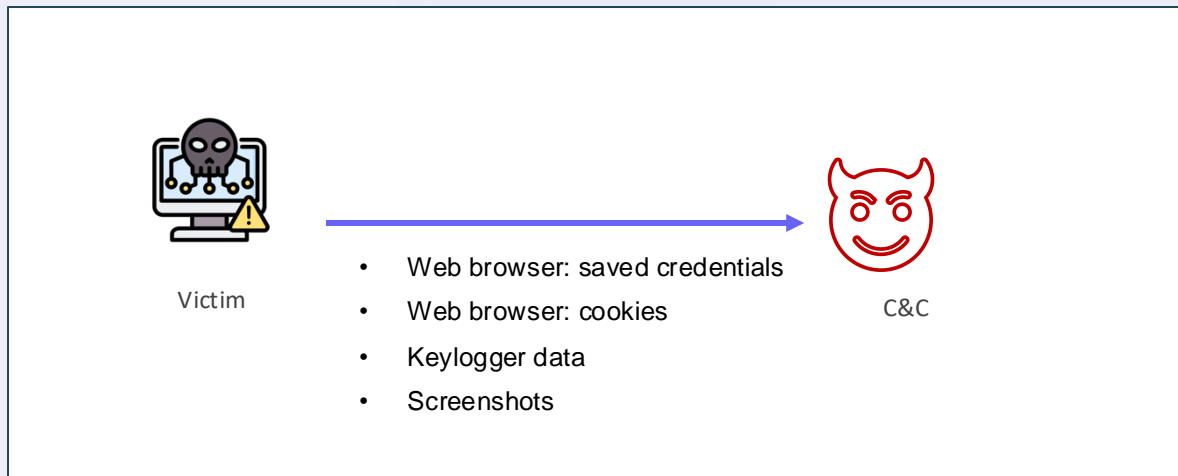 Victim
• Web browser: saved credentials
• Web browser: cookies
• Keylogger data
• Screenshots
C&C